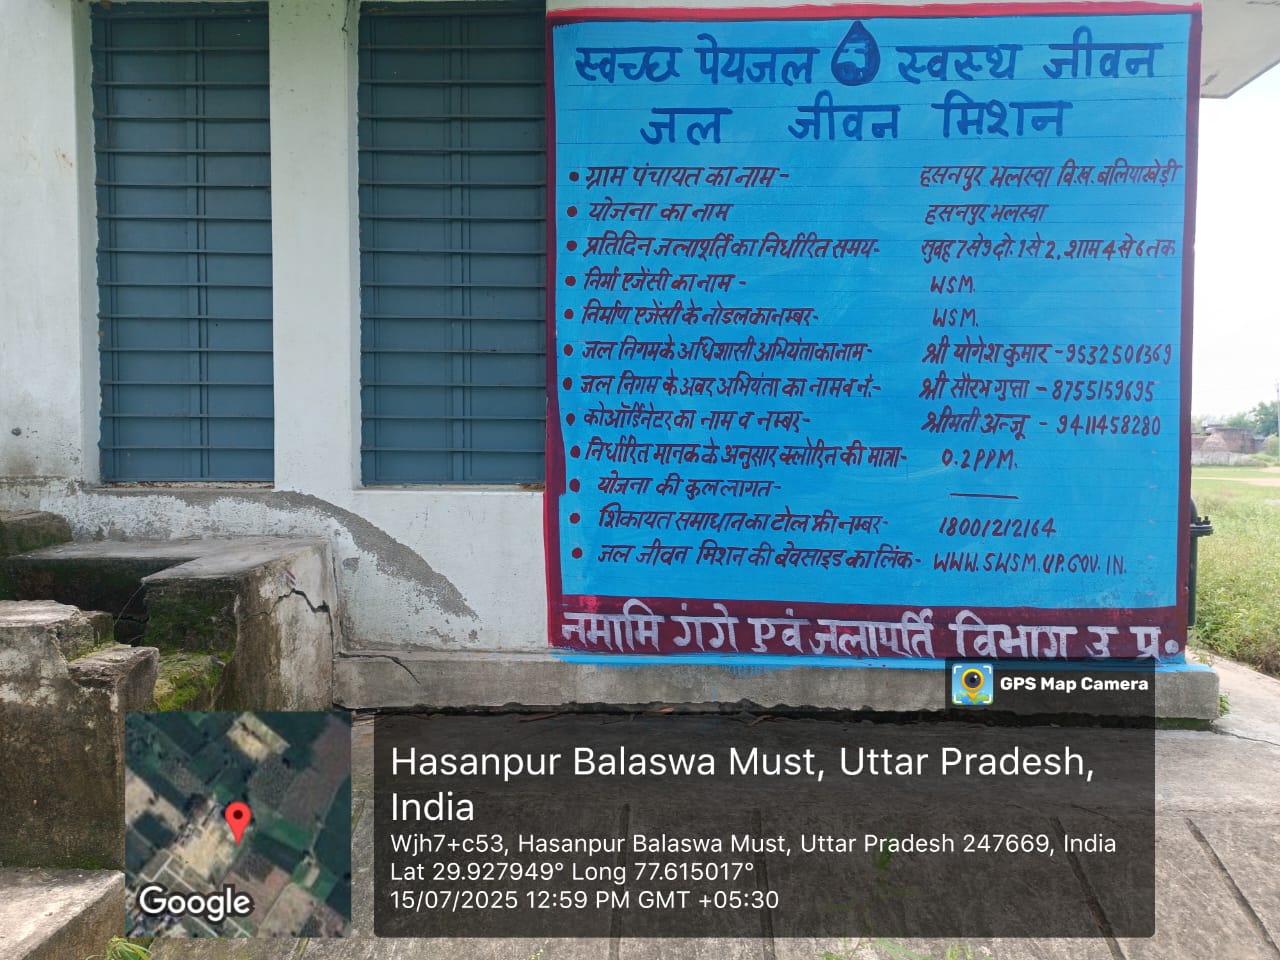 स्वच्छ पेयजल स्वस्थ जीवन
जल जीवन मिशन
• ग्राम पंचायत का नाम - हसनपुर भलस्वा वि.ख. बलियाखेड़ी
• योजना का नाम हसनपुर भलस्वा
• प्रतिदिन जलापूर्ति का निर्धारित समय- सुवह 7 से 9 दो. 1 से 2, शाम 4 से 6 तक
• निर्मा एजेंसी का नाम - WSM.
• निर्माण एजेंसी के नोडल का नम्बर- WSM.
• जल निगम के अधिशासी अभियंता का नाम- श्री योगेश कुमार - 9532501369
• जल निगम के अवर अभियंता का नाम व नं.- श्री सौरभ गुप्ता - 8755159695
• कोऑर्डिनेटर का नाम व नम्बर- श्रीमती अन्जू - 9411458280
• निर्धारित मानक के अनुसार क्लोरिन की मात्रा- 0.2 PPM.
• योजना की कुल लागत- ——
• शिकायत समाधान का टोल फ्री नम्बर- 18001212164
• जल जीवन मिशन की बेवसाइड का लिंक- WWW.SWSM.UP.GOV.IN.
नमामि गंगे एवं जलापूर्ति विभाग उ प्र॰
GPS Map Camera
Hasanpur Balaswa Must, Uttar Pradesh,
India
Wjh7+c53, Hasanpur Balaswa Must, Uttar Pradesh 247669, India
Lat 29.927949° Long 77.615017°
15/07/2025 12:59 PM GMT +05:30
Google